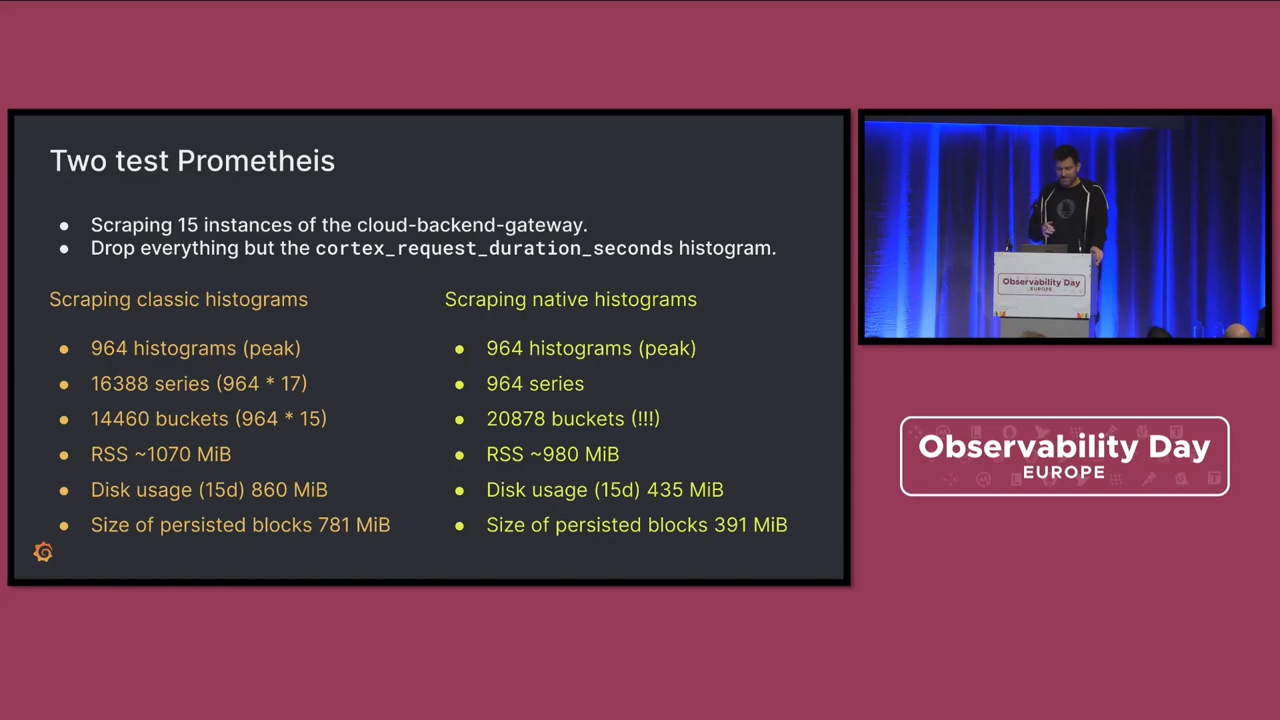 Two test Prometheis
Scraping 15 instances of the cloud-backend-gateway.
Drop everything but the cortex_request_duration_seconds histogram.
Scraping classic histograms
964 histograms (peak)
16388 series (964 * 17)
14460 buckets (964 * 15)
RSS ~1070 MiB
Disk usage (15d) 860 MiB
Size of persisted blocks 781 MiB
Scraping native histograms
964 histograms (peak)
964 series
20878 buckets (!!!)
RSS ~980 MiB
Disk usage (15d) 435 MiB
Size of persisted blocks 391 MiB
Observability Day
EUROPE
Observability Day
EUROPE